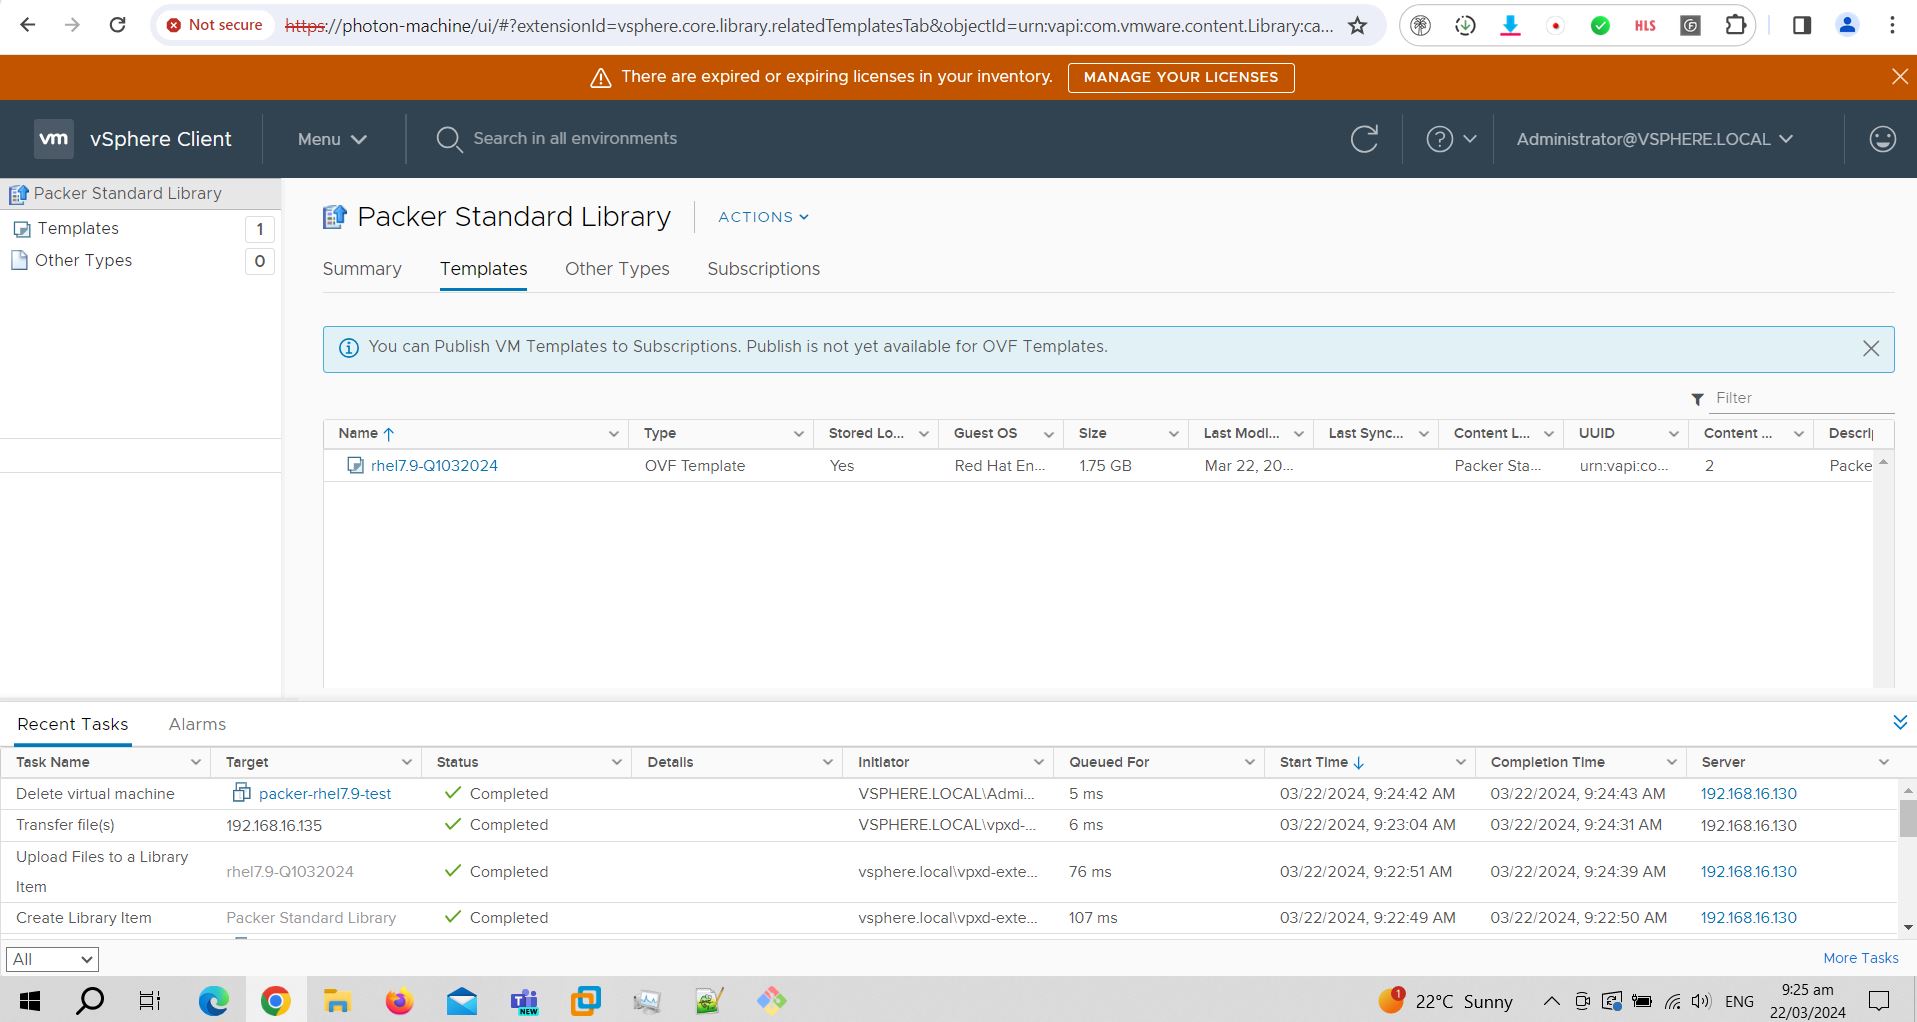 Not secure https://photon-machine/ui/#?extensionId=vsphere.core.library.relatedTemplatesTab&objectId=urn:vapi:com.vmware.content.Library:ca...
HLS
There are expired or expiring licenses in your inventory. MANAGE YOUR LICENSES
vm vSphere Client Menu Search in all environments Administrator@VSPHERE.LOCAL
Packer Standard Library
Templates 1
Other Types 0
Packer Standard Library ACTIONS
Summary Templates Other Types Subscriptions
You can Publish VM Templates to Subscriptions. Publish is not yet available for OVF Templates.
Filter
Name Type Stored Lo... Guest OS Size Last Modi... Last Sync... Content L... UUID Content ... Descrip
rhel7.9-Q1032024 OVF Template Yes Red Hat En... 1.75 GB Mar 22, 20... Packer Sta... urn:vapi:co... 2 Packe
Recent Tasks Alarms
Task Name Target Status Details Initiator Queued For Start Time Completion Time Server
Delete virtual machine packer-rhel7.9-test Completed VSPHERE.LOCAL\Admi... 5 ms 03/22/2024, 9:24:42 AM 03/22/2024, 9:24:43 AM 192.168.16.130
Transfer file(s) 192.168.16.135 Completed VSPHERE.LOCAL\vpxd-... 6 ms 03/22/2024, 9:23:04 AM 03/22/2024, 9:24:31 AM 192.168.16.130
Upload Files to a Library Item rhel7.9-Q1032024 Completed vsphere.local\vpxd-exte... 76 ms 03/22/2024, 9:22:51 AM 03/22/2024, 9:24:39 AM 192.168.16.130
Create Library Item Packer Standard Library Completed vsphere.local\vpxd-exte... 107 ms 03/22/2024, 9:22:49 AM 03/22/2024, 9:22:50 AM 192.168.16.130
All More Tasks
NEW 1 22°C Sunny ENG 9:25 am
22/03/2024